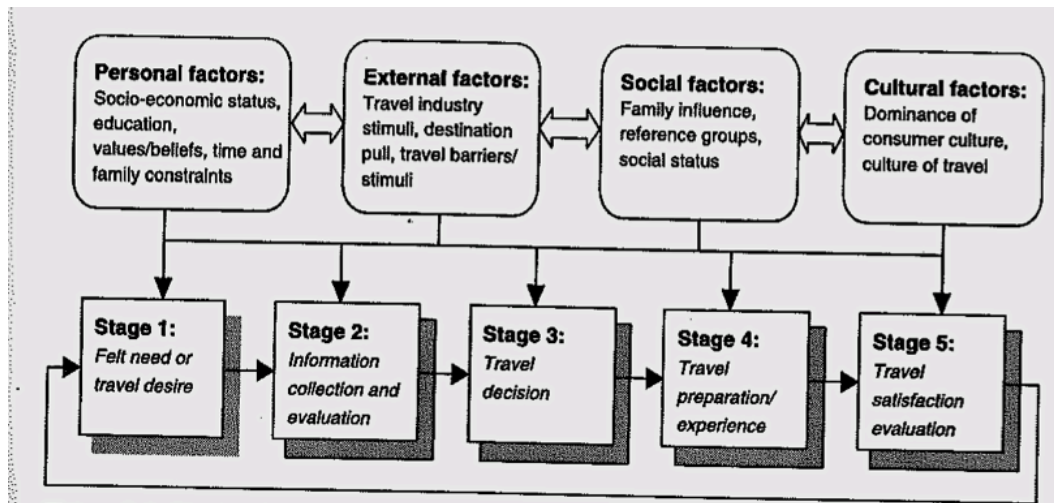 Personal factors:
Socio-economic status,
education,
values/beliefs, time and
family constraints
External factors:
Travel industry
stimuli, destination
pull, travel barriers/
stimuli
Social factors:
Family influence,
reference groups,
social status
Cultural factors:
Dominance of
consumer culture,
culture of travel
Stage 1:
Felt need or
travel desire
Stage 2:
Information
collection and
evaluation
Stage 3:
Travel
decision
Stage 4:
Travel
preparation/
experience
Stage 5:
Travel
satisfaction
evaluation